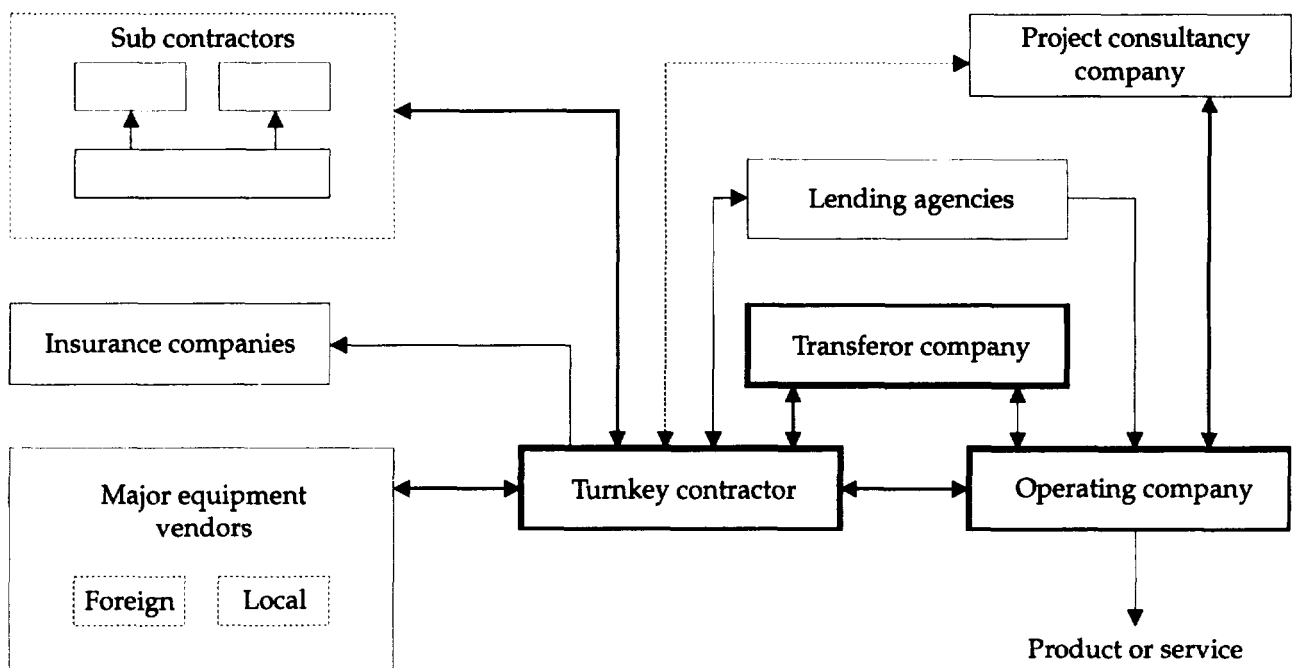 Sub contractors
Project consultancy
company
Lending agencies
Insurance companies
Transferor company
Major equipment
vendors
Turnkey contractor
Operating company
Foreign
Local
Product or service